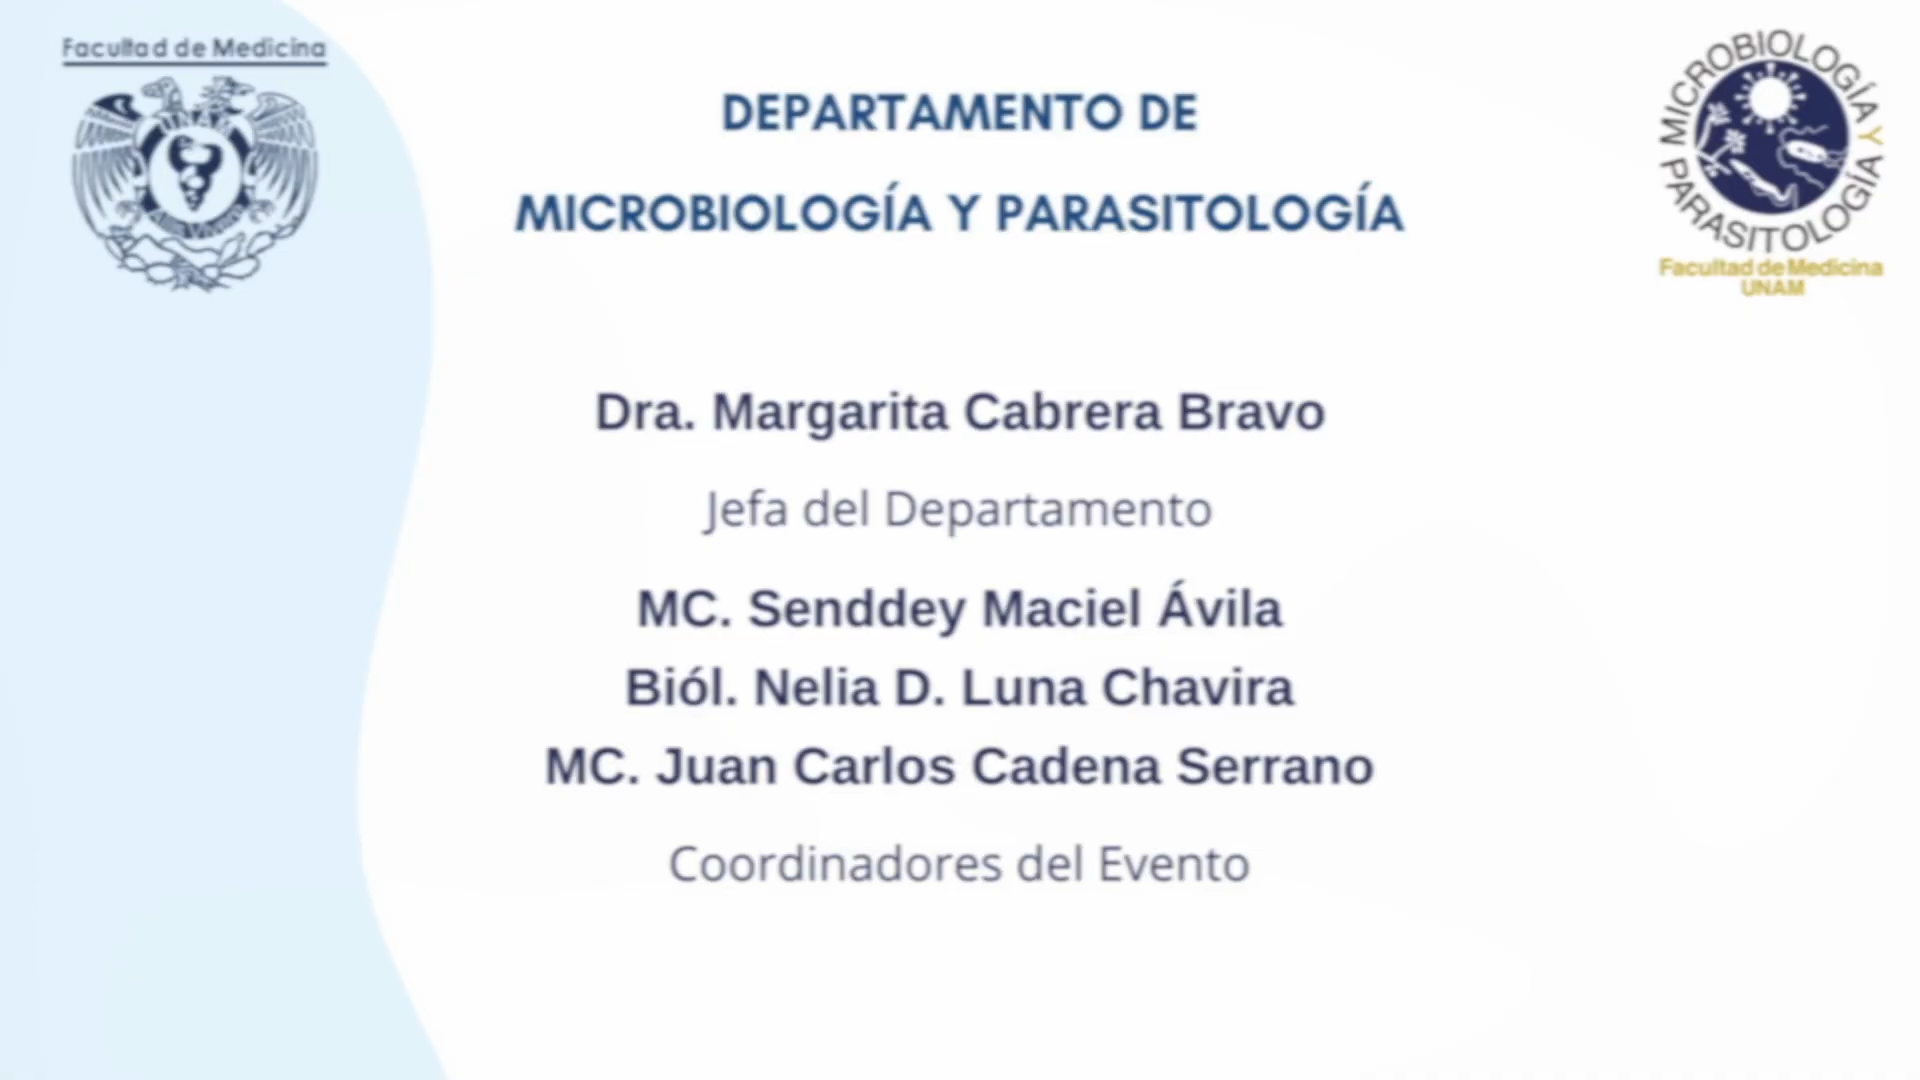 Facultad de Medicina
UNAM
DEPARTAMENTO DE
MICROBIOLOGÍA Y PARASITOLOGÍA
MICROBIOLOGÍA Y PARASITOLOGÍA
Facultad de Medicina
UNAM
Dra. Margarita Cabrera Bravo
Jefa del Departamento
MC. Senddey Maciel Ávila
Biól. Nelia D. Luna Chavira
MC. Juan Carlos Cadena Serrano
Coordinadores del Evento